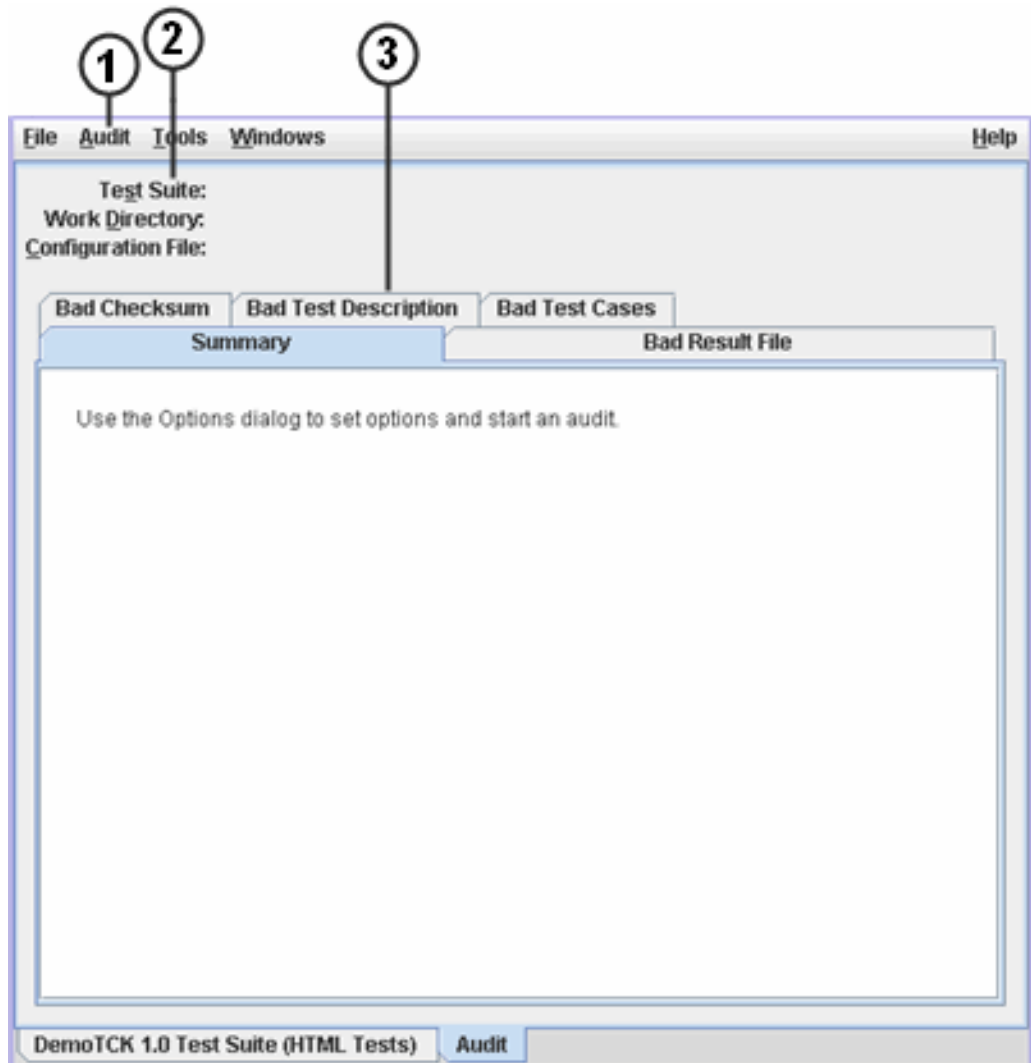 1 2 3
File Audit Tools Windows Help
Test Suite:
Work Directory:
Configuration File:
Bad Checksum Bad Test Description Bad Test Cases
Summary Bad Result File
Use the Options dialog to set options and start an audit.
DemoTCK 1.0 Test Suite (HTML Tests) Audit